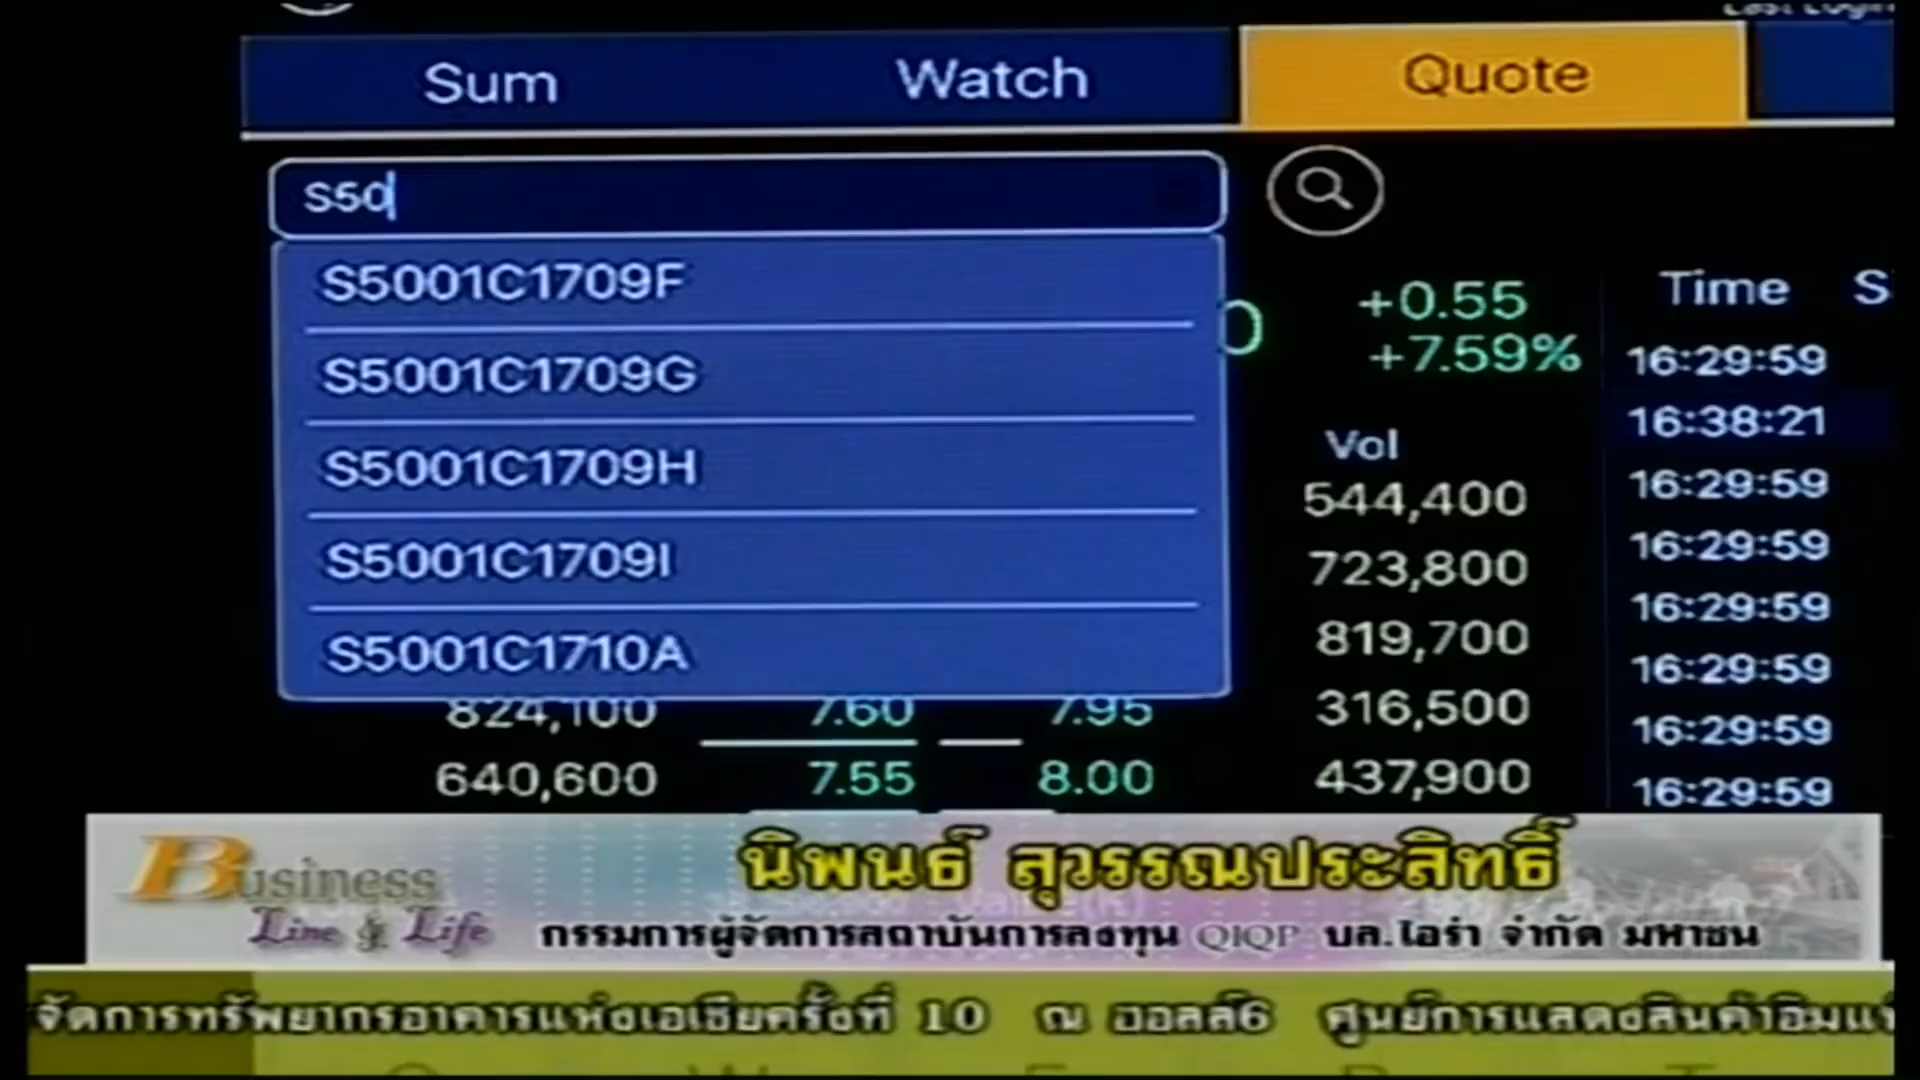 Last Login
Sum Watch Quote
S50
S5001C1709F
S5001C1709G
S5001C1709H
S5001C1709I
S5001C1710A
0 +0.55
+7.59%
Vol
544,400
723,800
819,700
824,100 7.60 7.95 316,500
640,600 7.55 8.00 437,900
Time S
16:29:59
16:38:21
16:29:59
16:29:59
16:29:59
16:29:59
16:29:59
16:29:59
Business
Line & Life
นิพนธ์ สุวรรณประสิทธิ์
กรรมการผู้จัดการสถาบันการลงทุน QIQP บล.ไอร่า จำกัด มหาชน
จัดการทรัพยากรอาคารแห่งเอเชียครั้งที่ 10 ณ ฮอลล์6 ศูนย์การแสดงสินค้าอิมแพ